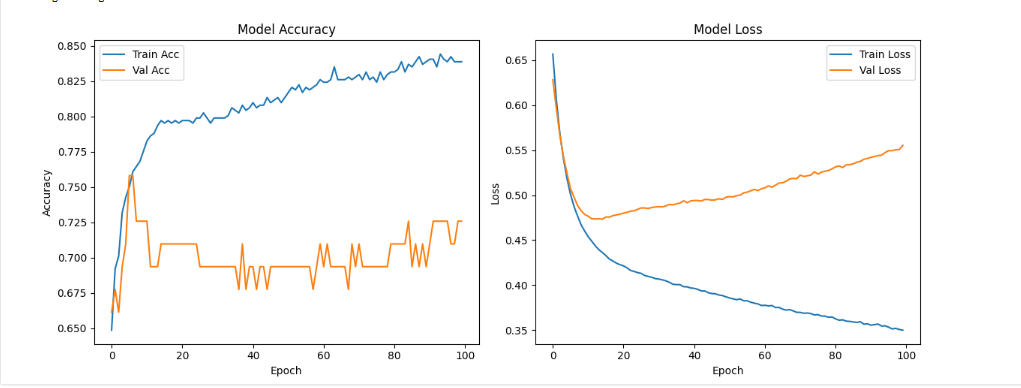 Model Accuracy
Train Acc
Val Acc
Accuracy
0.850
0.825
0.800
0.775
0.750
0.725
0.700
0.675
0.650
0 20 40 60 80 100
Epoch
Model Loss
Train Loss
Val Loss
Loss
0.65
0.60
0.55
0.50
0.45
0.40
0.35
0 20 40 60 80 100
Epoch